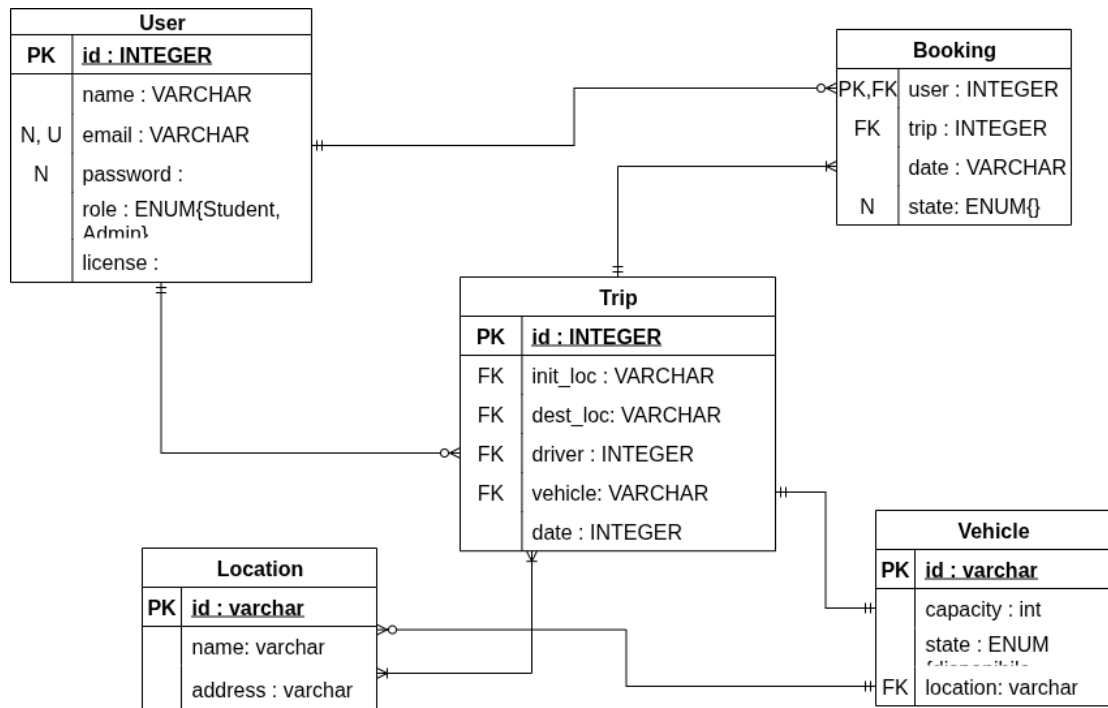 User
PK id : INTEGER
name : VARCHAR
N, U email : VARCHAR
N password :
role : ENUM{Student,
Admin}
license :
Booking
PK,FK user : INTEGER
FK trip : INTEGER
date : VARCHAR
N state: ENUM{}
Trip
PK id : INTEGER
FK init_loc : VARCHAR
FK dest_loc: VARCHAR
FK driver : INTEGER
FK vehicle: VARCHAR
date : INTEGER
Location
PK id : varchar
name: varchar
address : varchar
Vehicle
PK id : varchar
capacity : int
state : ENUM
FK location: varchar